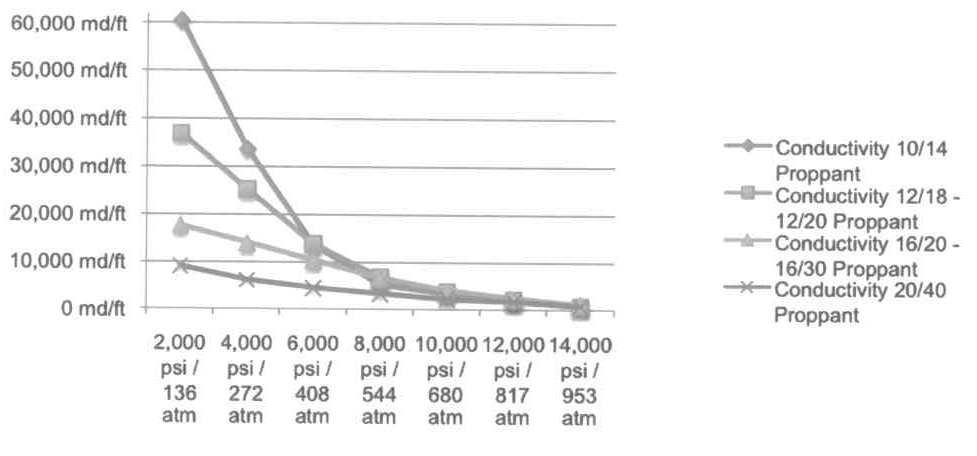 60,000 md/ft
50,000 md/ft
40,000 md/ft
30,000 md/ft
20,000 md/ft
10,000 md/ft
0 md/ft
2,000 4,000 6,000 8,000 10,000 12,000 14,000
psi / psi / psi / psi / psi / psi / psi /
136 272 408 544 680 817 953
atm atm atm atm atm atm atm
Conductivity 10/14
Proppant
Conductivity 12/18 -
12/20 Proppant
Conductivity 16/20 -
16/30 Proppant
Conductivity 20/40
Proppant